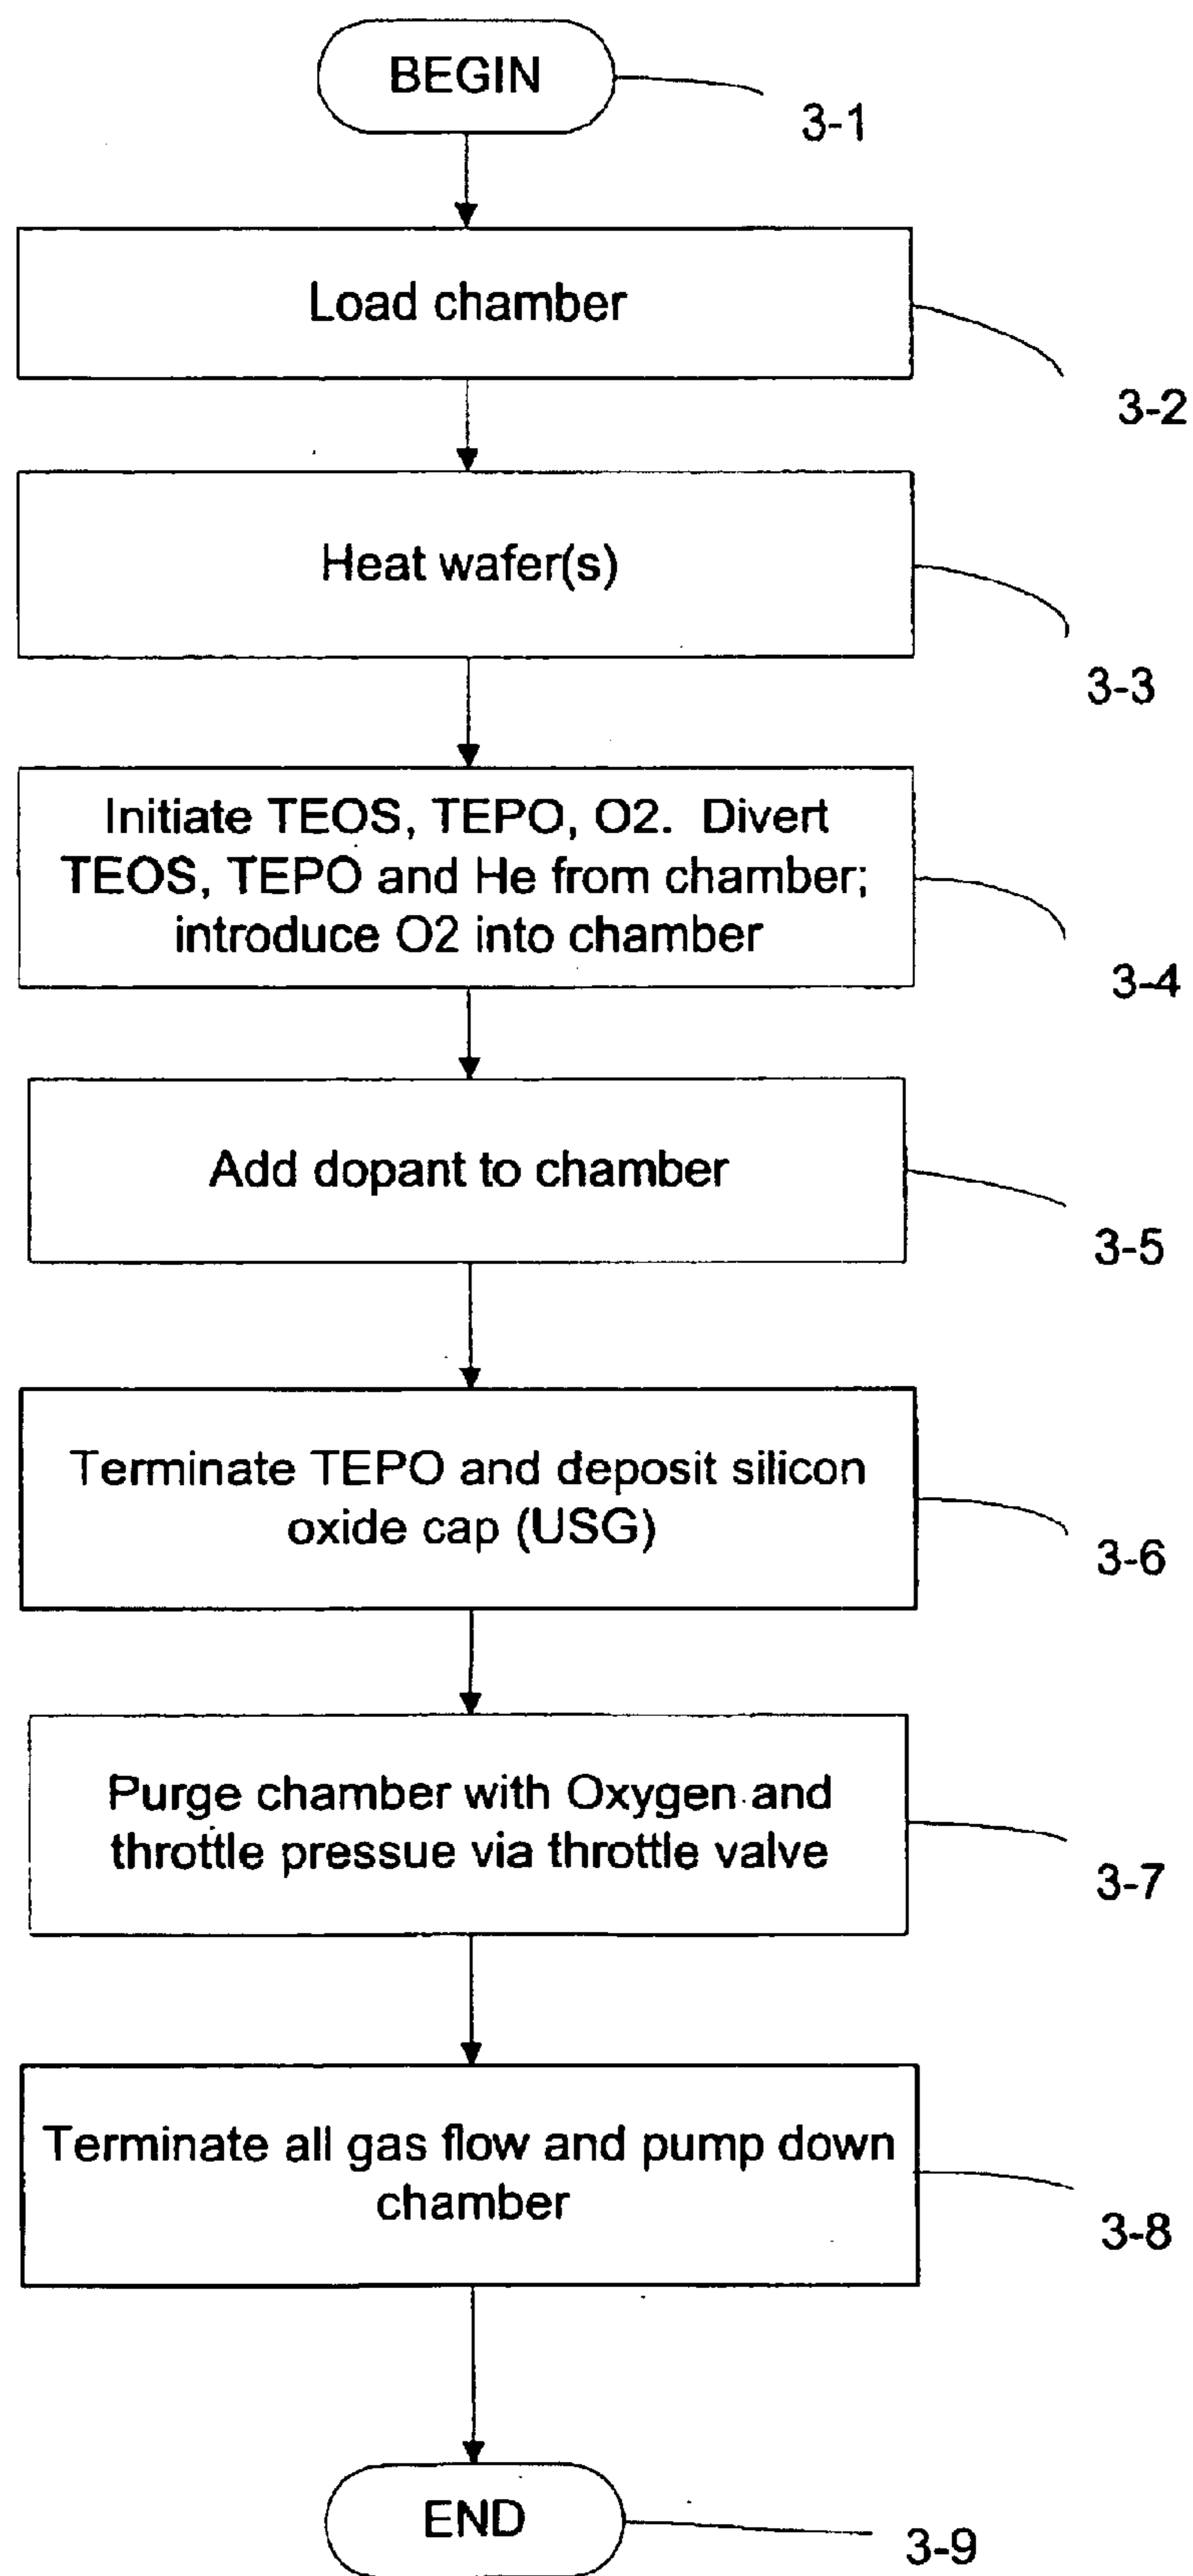 BEGIN
3-1
Load chamber
3-2
Heat wafer(s)
3-3
Initiate TEOS, TEPO, O2. Divert
TEOS, TEPO and He from chamber;
introduce O2 into chamber
3-4
Add dopant to chamber
3-5
Terminate TEPO and deposit silicon
oxide cap (USG)
3-6
Purge chamber with Oxygen and
throttle pressue via throttle valve
3-7
Terminate all gas flow and pump down
chamber
3-8
END
3-9